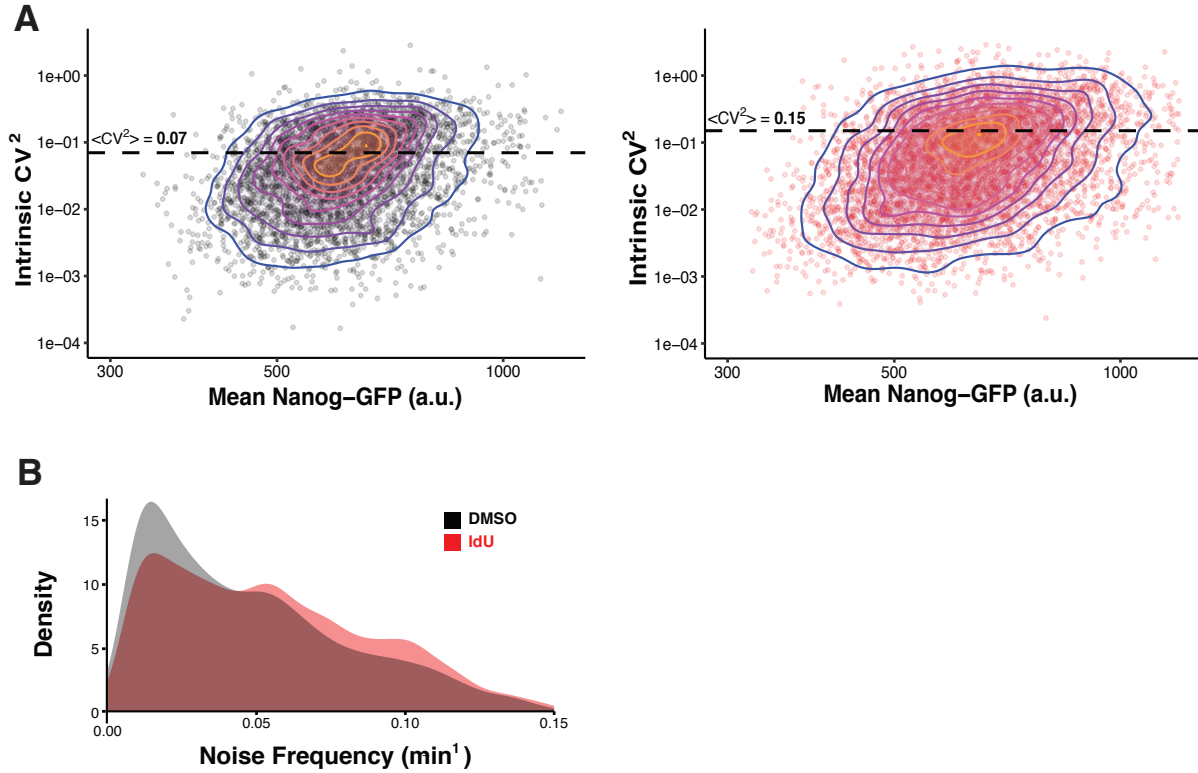 A
Intrinsic CV²
1e+00
1e−01
1e−02
1e−03
1e−04
<CV²> = 0.07
300
500
1000
Mean Nanog−GFP (a.u.)
Intrinsic CV²
1e+00
1e−01
1e−02
1e−03
1e−04
<CV²> = 0.15
300
500
1000
Mean Nanog−GFP (a.u.)
B
Density
15
10
5
0
0.00
0.05
0.10
0.15
Noise Frequency (min¹)
DMSO
IdU